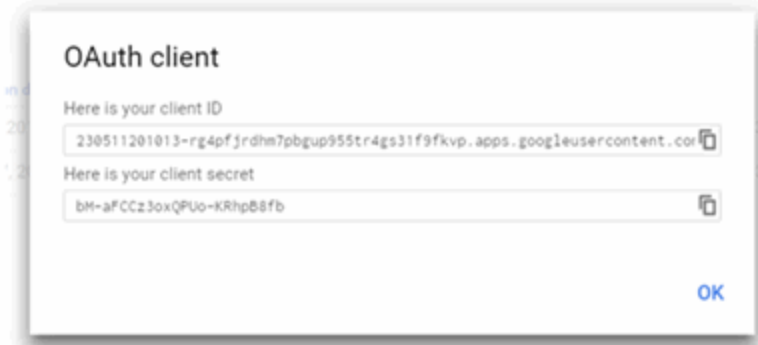 OAuth client
Here is your client ID
230511201013-rg4pfjrdhm7pbgup955tr4gs31f9fkvp.apps.googleusercontent.con
Here is your client secret
bM-aFCCz3oxQPUo-KRhpB8fb
OK